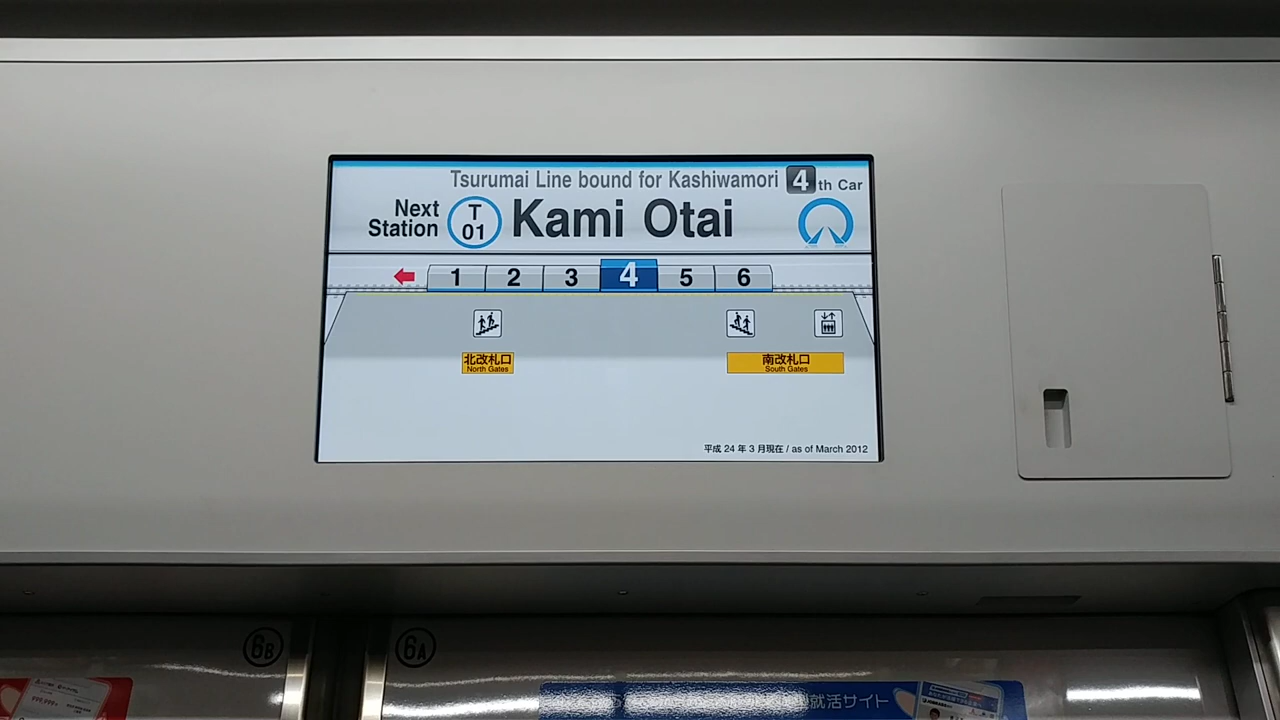 Tsurumai Line bound for Kashiwamori 4th Car
Next Station T 01 Kami Otai
1 2 3 4 5 6
北改札口 南改札口
North Gates South Gates
平成 24 年 3 月現在 / as of March 2012
6B 6A
就活サイト